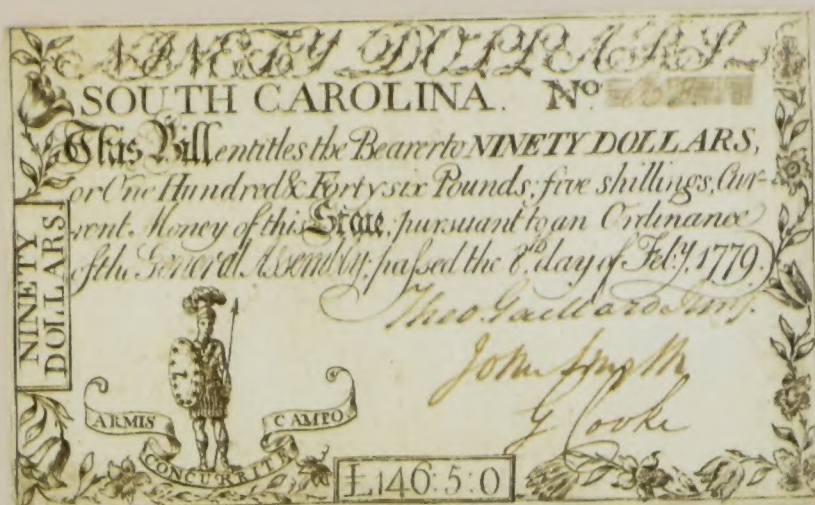 NINETY DOLLARS
SOUTH CAROLINA. No.
This Bill entitles the Bearer to NINETY DOLLARS,
or One Hundred & Forty six Pounds, five shillings, Cur-
rent Money of this State, pursuant to an Ordinance
of the General Assembly, passed the 8th. day of Feb:y. 1779.
NINETY
DOLLARS
Theo. Gaillard Junr.
John Smyth
G Cooke
ARMIS CONCURRITE CAMPO
£146:5:0